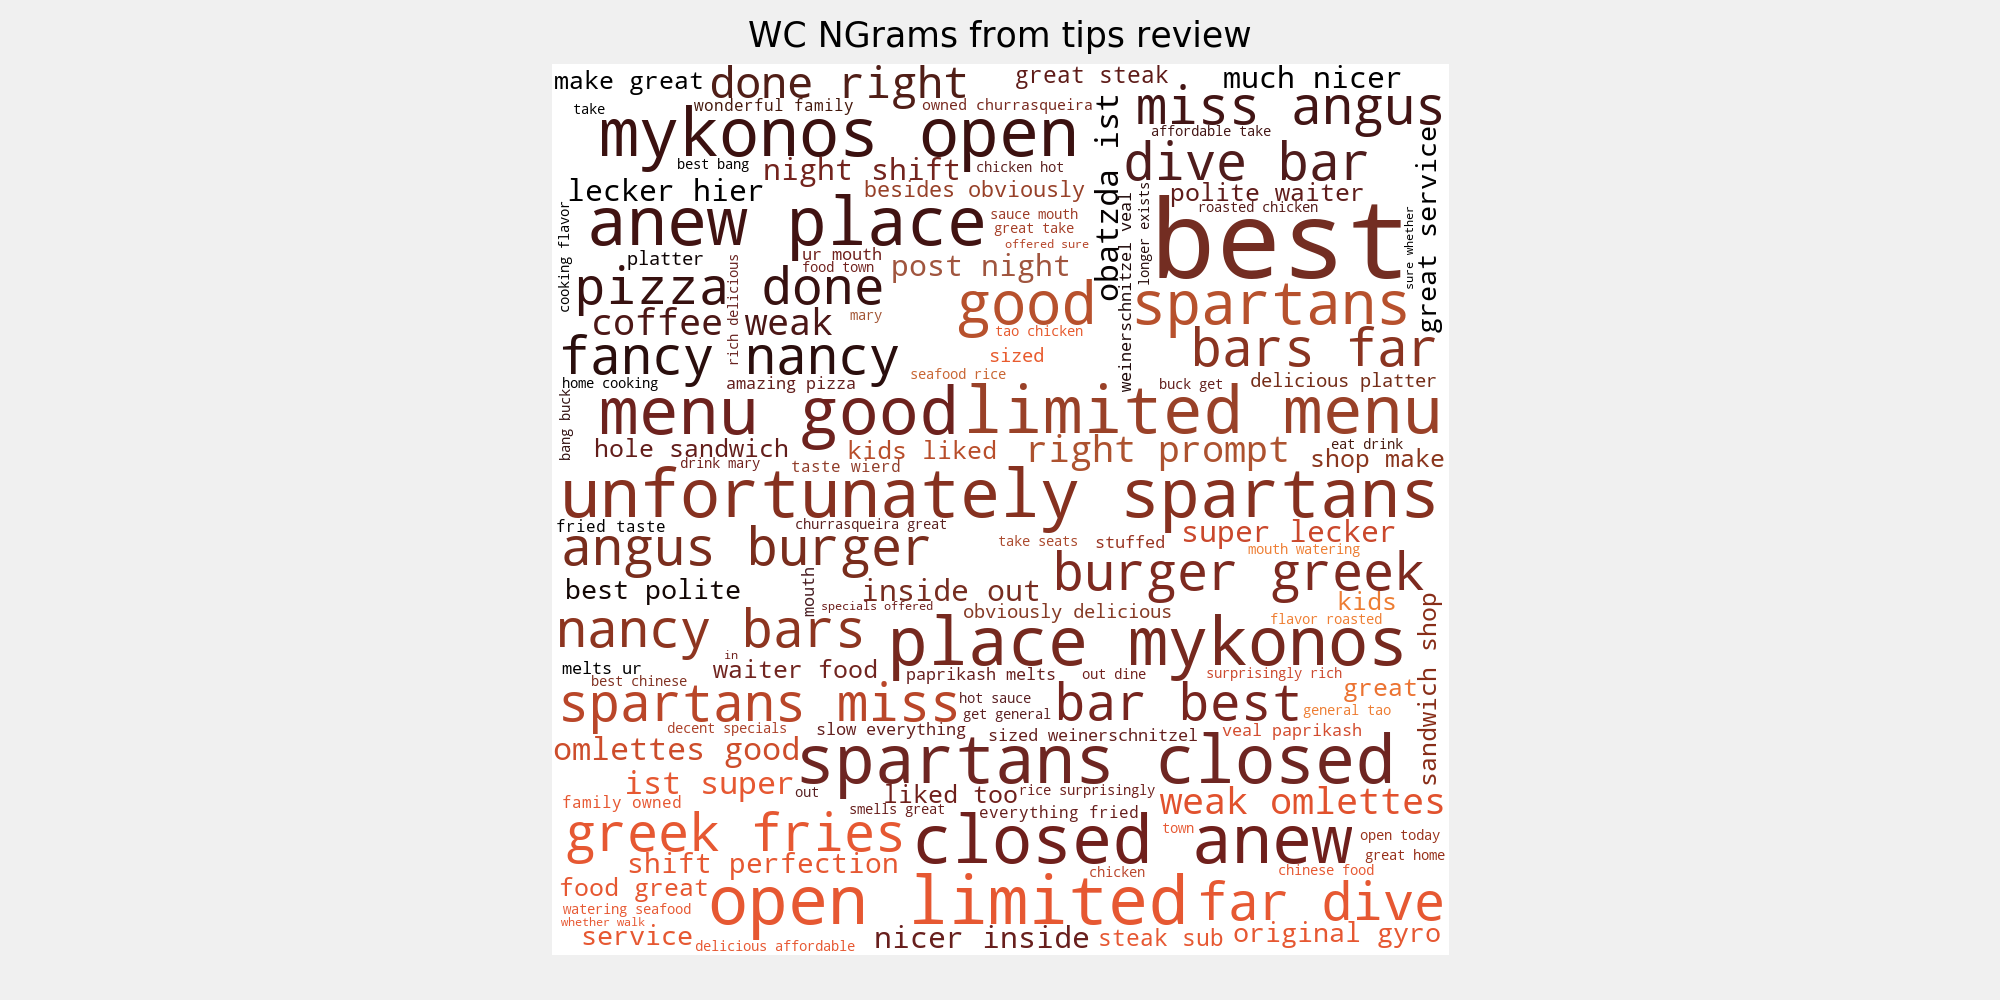 WC NGrams from tips review
make great
done right
great steak
much nicer
take
wonderful family
owned churrasqueira
miss angus
mykonos open
obatzda ist
affordable take
best bang
night shift
chicken hot
dive bar
great service
lecker hier
besides obviously
polite waiter
weinerschnitzel veal
longer exists
roasted chicken
cooking flavor
anew place
sauce mouth
great take
offered sure
best
sure whether
platter
ur mouth
rich delicious
food town
post night
pizza done
good spartans
coffee weak
mary
tao chicken
fancy nancy
sized
bars far
home cooking
amazing pizza
seafood rice
buck get
delicious platter
bang buck
menu good
limited menu
hole sandwich
kids liked
right prompt
eat drink
drink mary
taste wierd
shop make
unfortunately spartans
fried taste
churrasqueira great
super lecker
angus burger
take seats
stuffed
mouth watering
burger greek
best polite
mouth
inside out
kids
specials offered
obviously delicious
flavor roasted
sandwich shop
nancy bars
place mykonos
in
melts ur
waiter food
paprikash melts
out dine
surprisingly rich
best chinese
great
spartans miss
hot sauce
get general
bar best
general tao
decent specials
slow everything
sized weinerschnitzel
veal paprikash
omlettes good
spartans closed
ist super
out
liked too
rice surprisingly
weak omlettes
family owned
smells great
everything fried
greek fries
closed anew
town
open today
shift perfection
great home
chicken
chinese food
food great
open limited
far dive
watering seafood
whether walk
service
delicious affordable
nicer inside
steak sub
original gyro